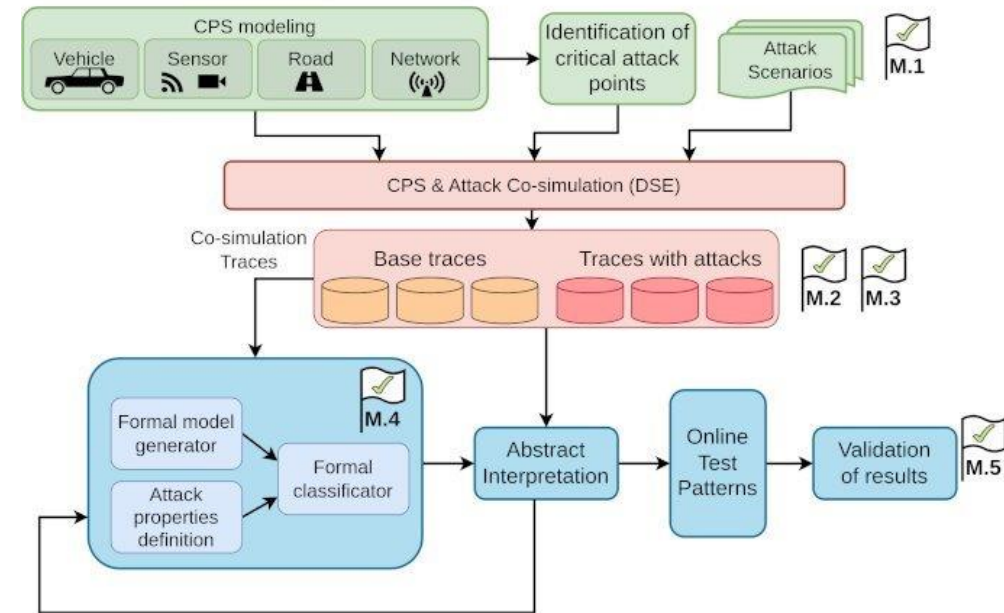 CPS modeling
Vehicle
Sensor
Road
Network
Identification of
critical attack
points
Attack
Scenarios
M.1
CPS & Attack Co-simulation (DSE)
Co-simulation
Traces
Base traces
Traces with attacks
M.2
M.3
M.4
Formal model
generator
Formal
classificator
Attack
properties
definition
Abstract
Interpretation
Online
Test
Patterns
Validation
of results
M.5